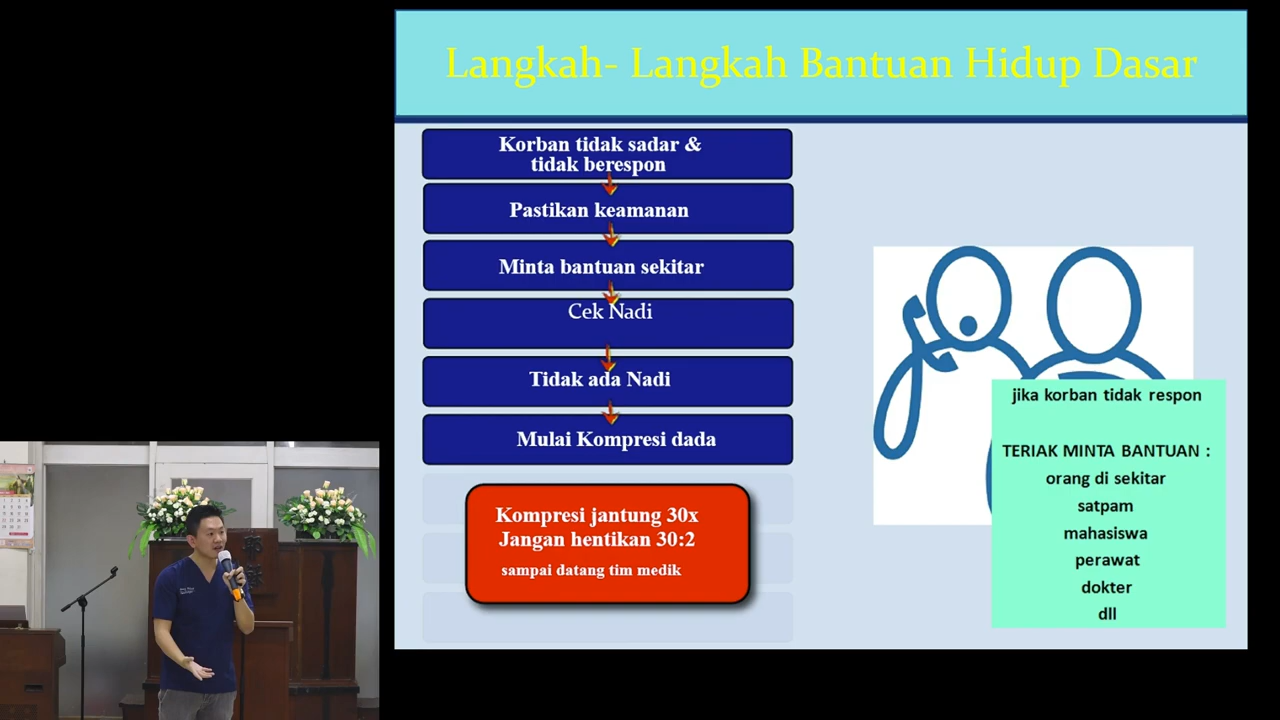 Langkah- Langkah Bantuan Hidup Dasar
Korban tidak sadar &
tidak berespon
Pastikan keamanan
Minta bantuan sekitar
Cek Nadi
Tidak ada Nadi
Mulai Kompresi dada
Kompresi jantung 30x
Jangan hentikan 30:2
sampai datang tim medik
jika korban tidak respon
TERIAK MINTA BANTUAN :
orang di sekitar
satpam
mahasiswa
perawat
dokter
dll